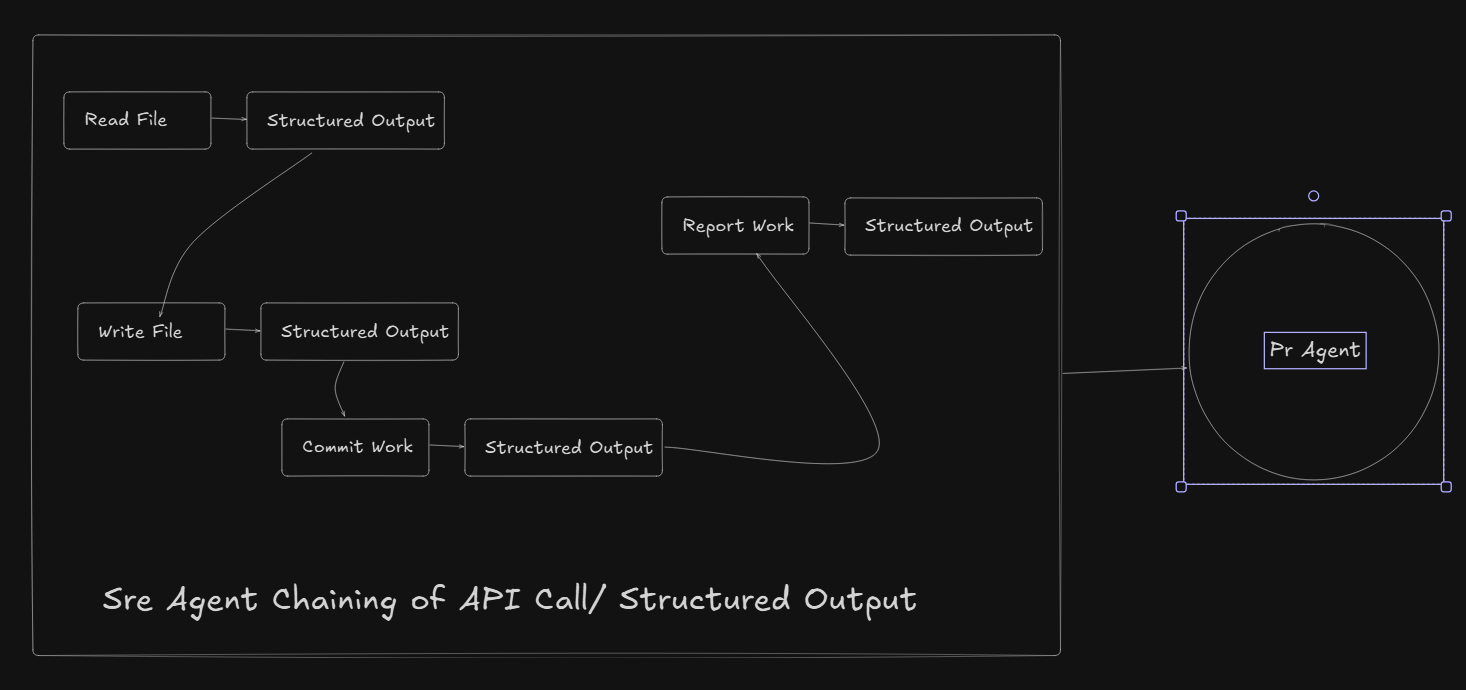 Read File
Structured Output
Report Work
Structured Output
Write File
Structured Output
Pr Agent
Commit Work
Structured Output
Sre Agent Chaining of API Call/ Structured Output